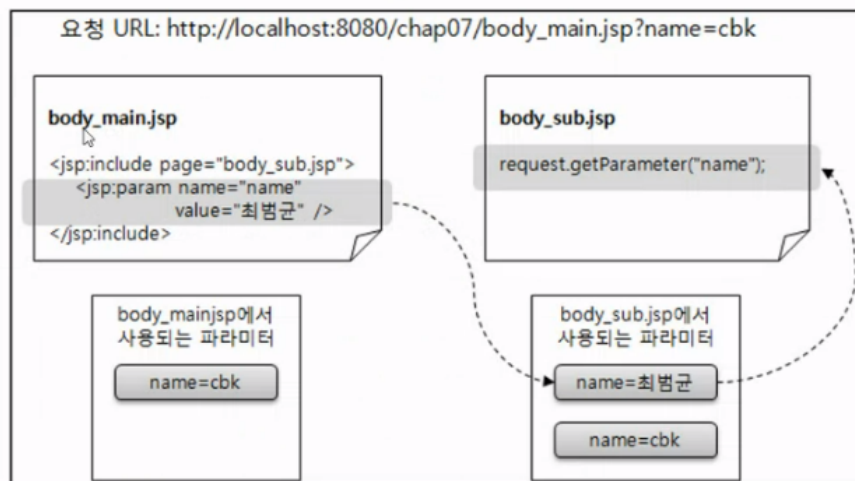 요청 URL: http://localhost:8080/chap07/body_main.jsp?name=cbk
body_main.jsp
<jsp:include page="body_sub.jsp">
<jsp:param name="name"
value="최범균" />
</jsp:include>
body_sub.jsp
request.getParameter("name");
body_mainjsp에서
사용되는 파라미터
name=cbk
body_sub.jsp에서
사용되는 파라미터
name=최범균
name=cbk